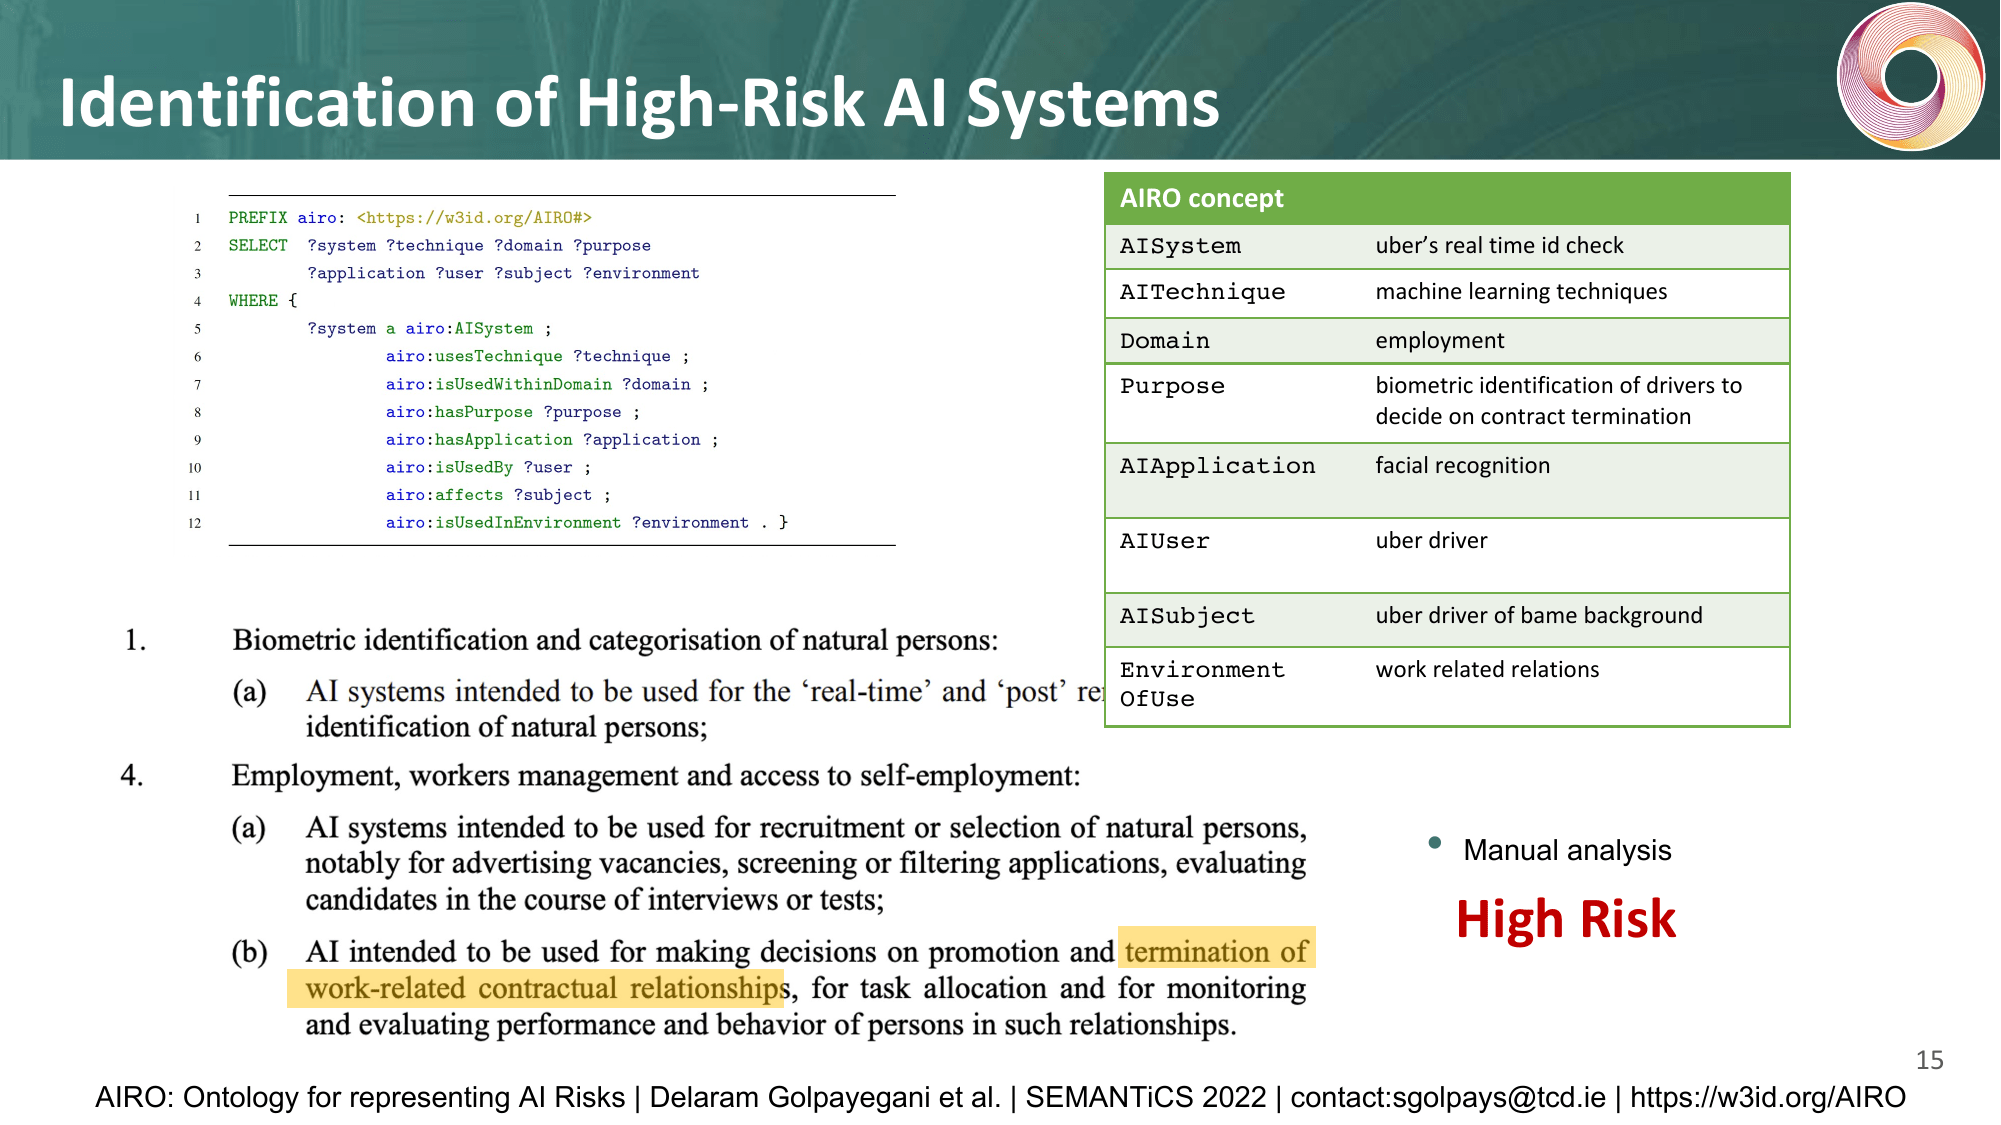 Identification of High-Risk AI Systems
1 PREFIX airo: <https://w3id.org/AIRO#>
2 SELECT ?system ?technique ?domain ?purpose
3 ?application ?user ?subject ?environment
4 WHERE {
5 ?system a airo:AISystem ;
6 airo:usesTechnique ?technique ;
7 airo:isUsedWithinDomain ?domain ;
8 airo:hasPurpose ?purpose ;
9 airo:hasApplication ?application ;
10 airo:isUsedBy ?user ;
11 airo:affects ?subject ;
12 airo:isUsedInEnvironment ?environment . }
AIRO concept
AISystem uber’s real time id check
AITechnique machine learning techniques
Domain employment
Purpose biometric identification of drivers to
decide on contract termination
AIApplication facial recognition
AIUser uber driver
AISubject uber driver of bame background
Environment work related relations
OfUse
1. Biometric identification and categorisation of natural persons:
(a) AI systems intended to be used for the ‘real-time’ and ‘post’
identification of natural persons;
4. Employment, workers management and access to self-employment:
(a) AI systems intended to be used for recruitment or selection of natural persons,
notably for advertising vacancies, screening or filtering applications, evaluating
candidates in the course of interviews or tests;
(b) AI intended to be used for making decisions on promotion and termination of
work-related contractual relationships, for task allocation and for monitoring
and evaluating performance and behavior of persons in such relationships.
• Manual analysis
High Risk
15
AIRO: Ontology for representing AI Risks | Delaram Golpayegani et al. | SEMANTiCS 2022 | contact:sgolpays@tcd.ie | https://w3id.org/AIRO